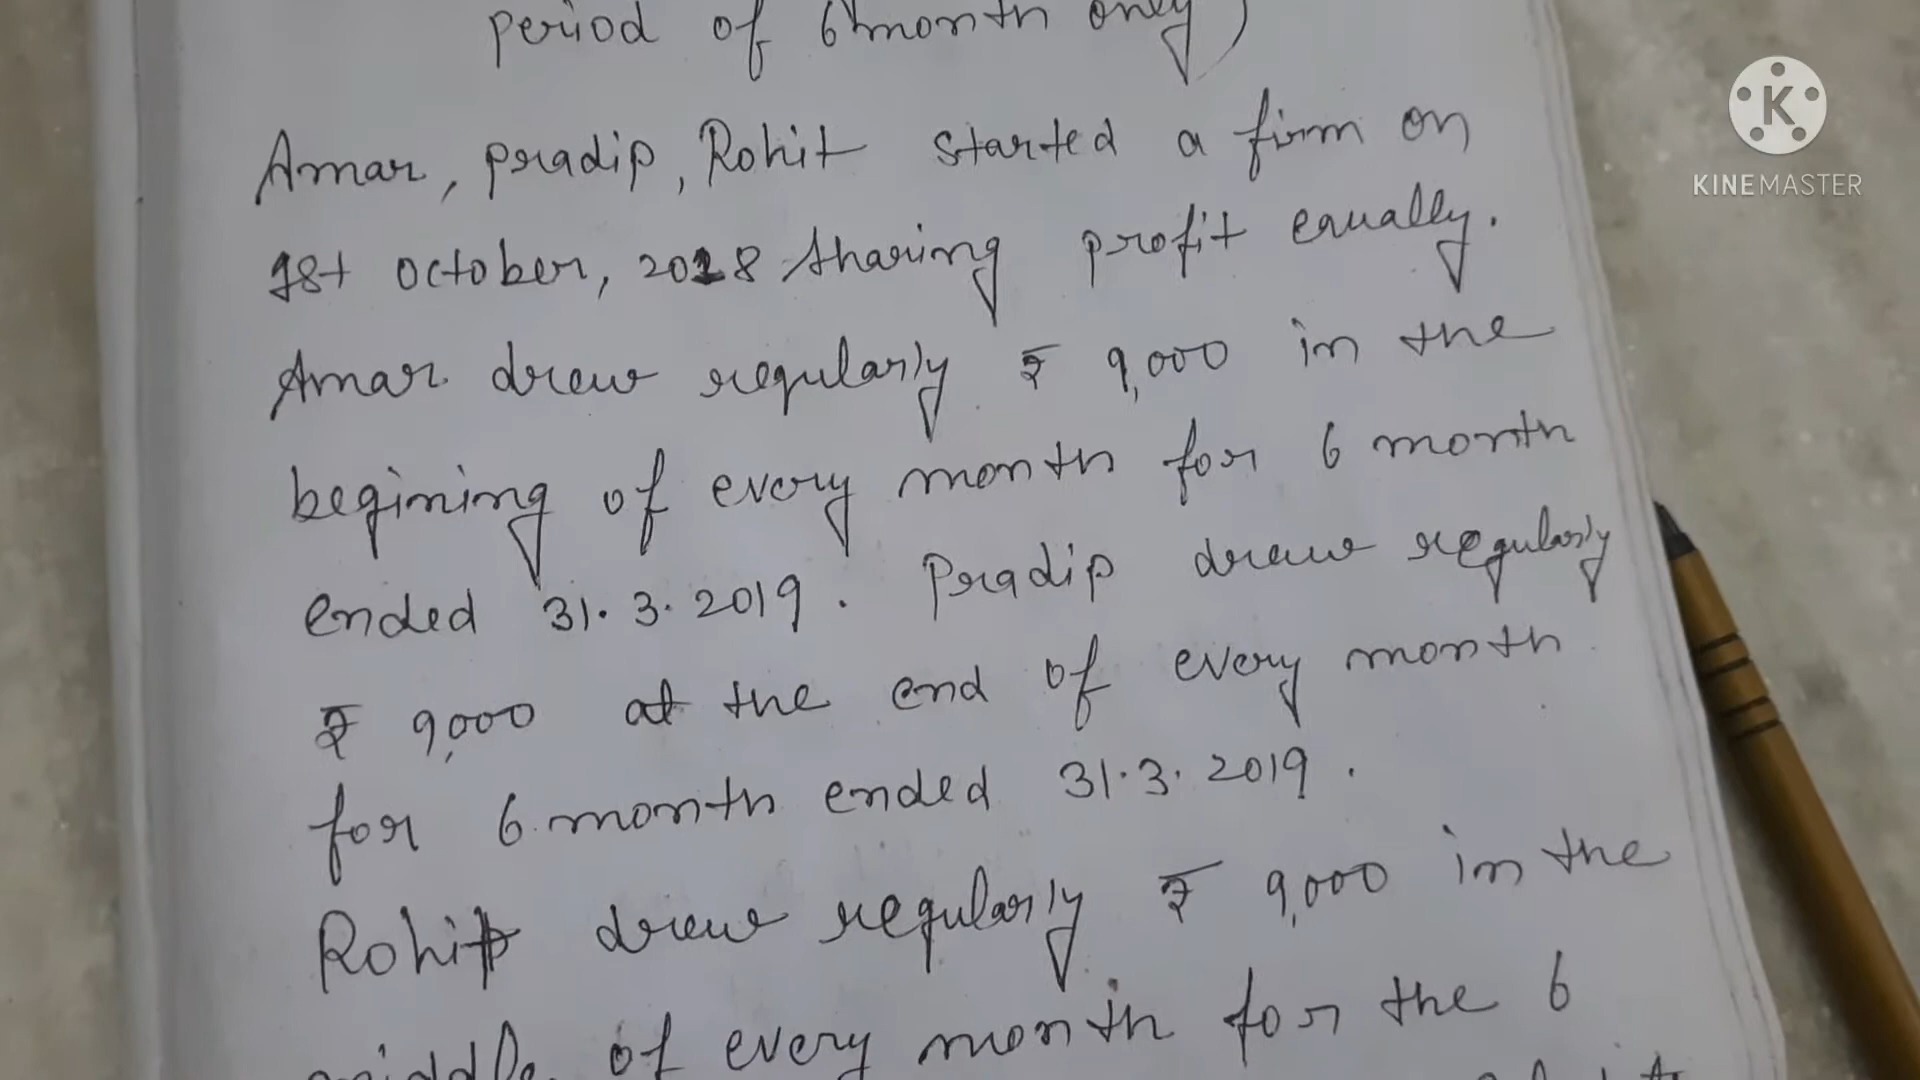 period of 6 month only)
Amar, pradip, Rohit started a firm on
1st october, 2018 sharing profit equally.
Amar drew regularly ₹ 9,000 in the
begining of every month for 6 month
ended 31.3.2019. Pradip drew regularly
₹ 9,000 at the end of every month
for 6 month ended 31.3.2019.
Rohit drew regularly ₹ 9,000 in the
middle of every month for the 6
KINEMASTER